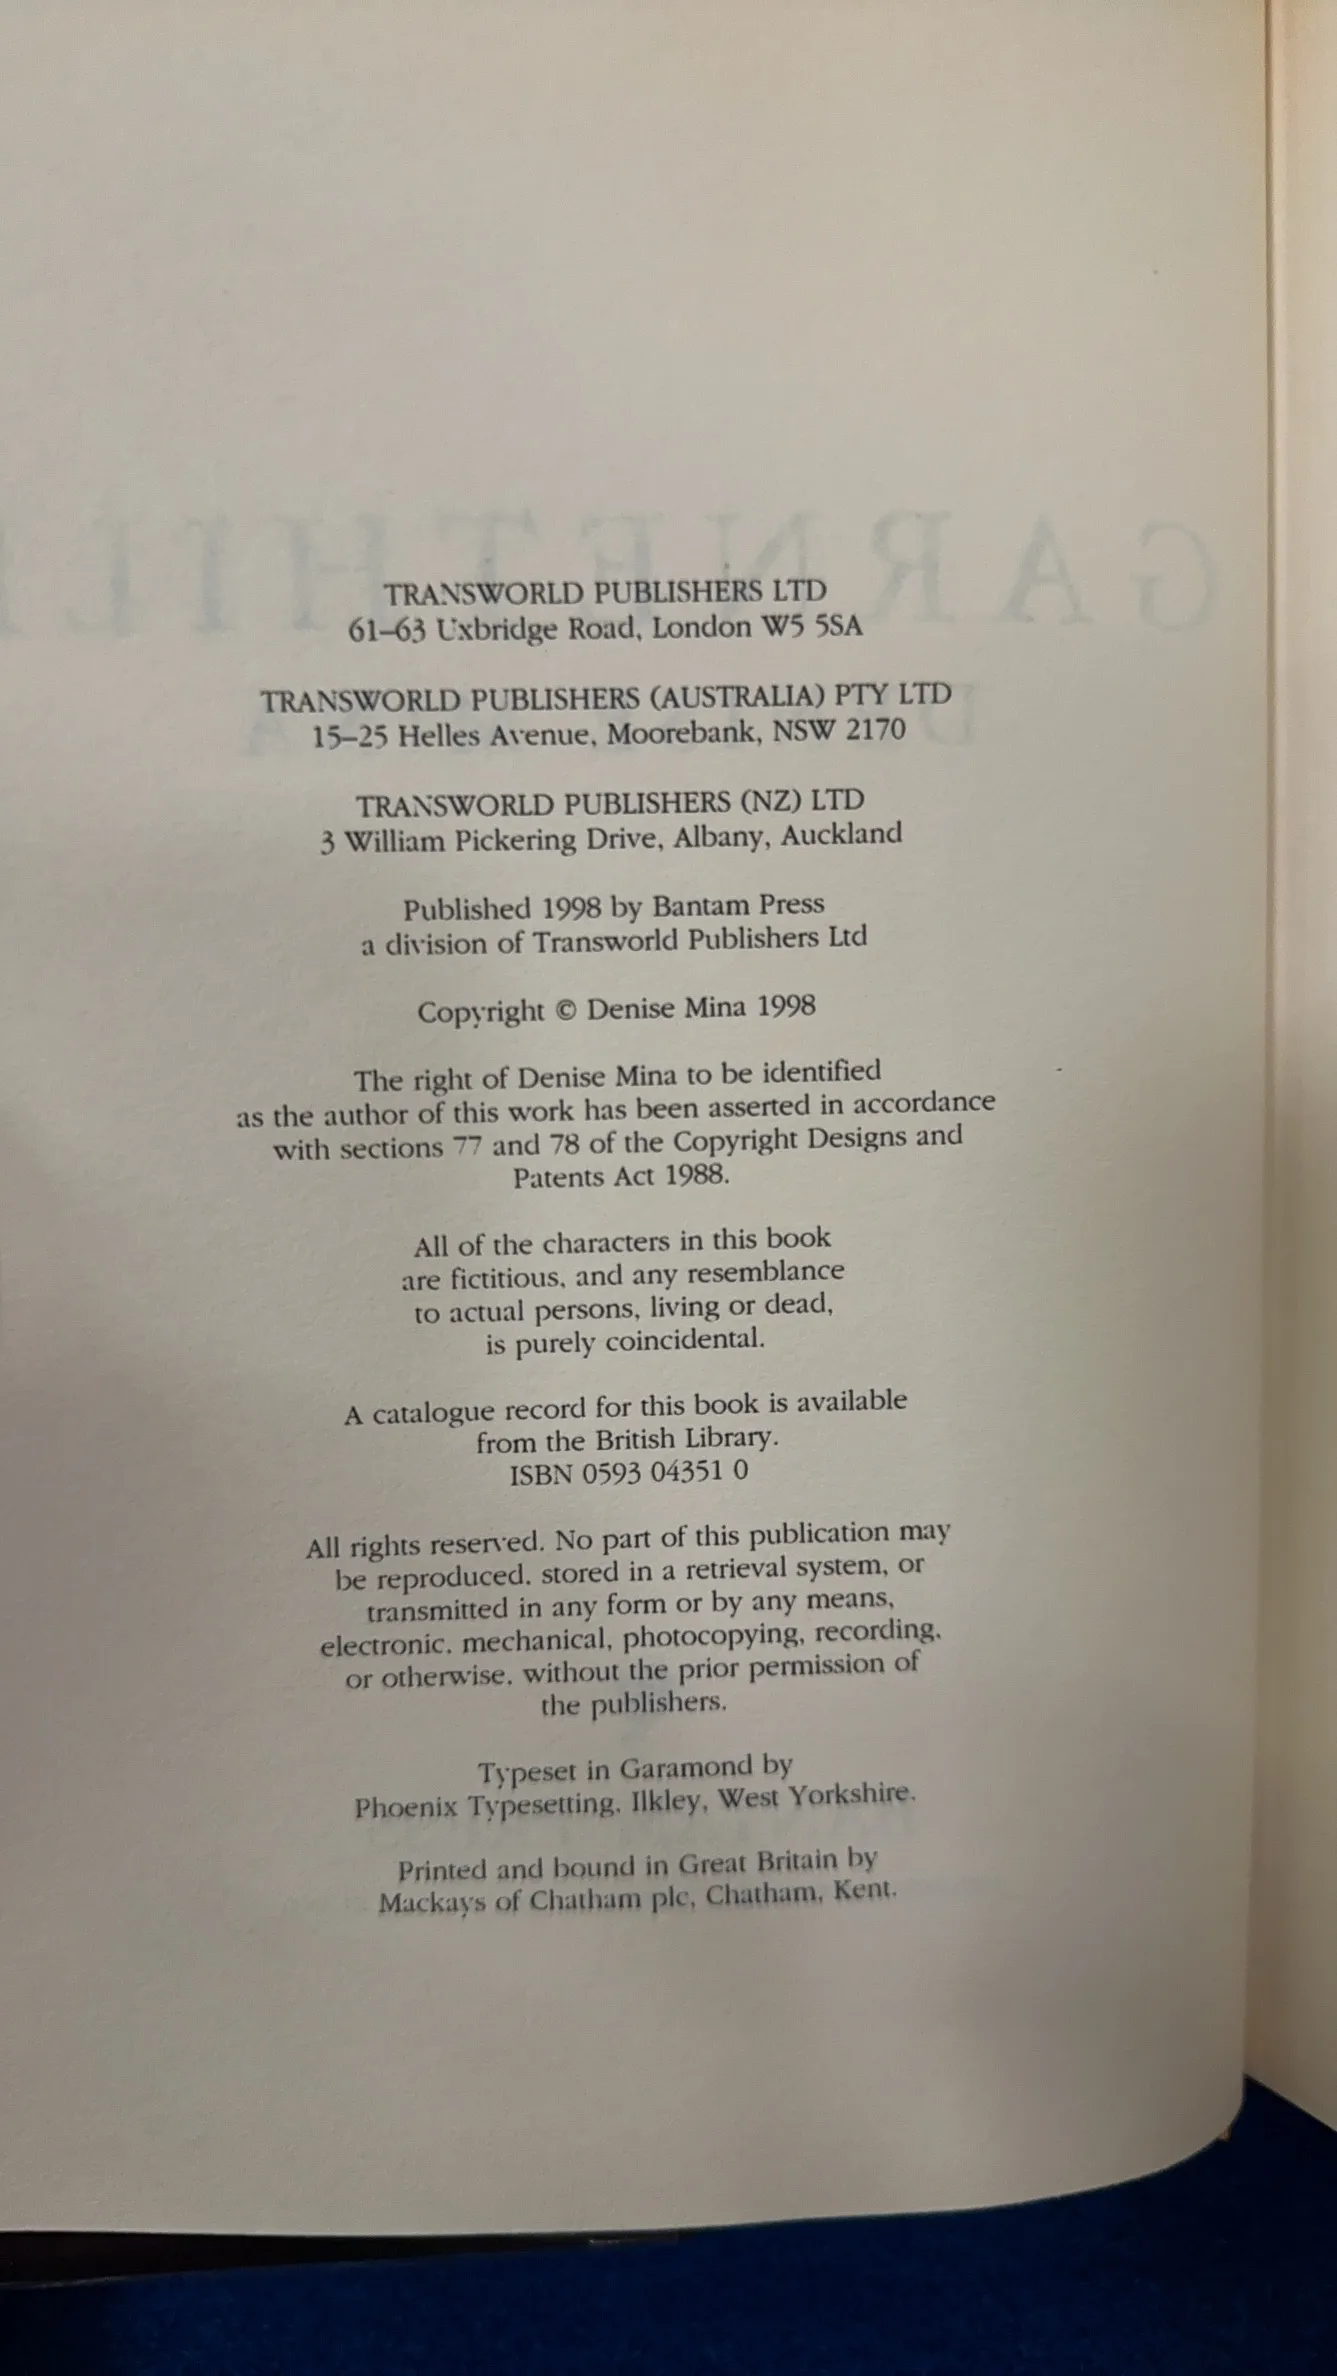 TRANSWORLD PUBLISHERS LTD
61–63 Uxbridge Road, London W5 5SA
TRANSWORLD PUBLISHERS (AUSTRALIA) PTY LTD
15–25 Helles Avenue, Moorebank, NSW 2170
TRANSWORLD PUBLISHERS (NZ) LTD
3 William Pickering Drive, Albany, Auckland
Published 1998 by Bantam Press
a division of Transworld Publishers Ltd
Copyright © Denise Mina 1998
The right of Denise Mina to be identified
as the author of this work has been asserted in accordance
with sections 77 and 78 of the Copyright Designs and
Patents Act 1988.
All of the characters in this book
are fictitious, and any resemblance
to actual persons, living or dead,
is purely coincidental.
A catalogue record for this book is available
from the British Library.
ISBN 0593 04351 0
All rights reserved. No part of this publication may
be reproduced, stored in a retrieval system, or
transmitted in any form or by any means,
electronic, mechanical, photocopying, recording,
or otherwise, without the prior permission of
the publishers.
Typeset in Garamond by
Phoenix Typesetting, Ilkley, West Yorkshire.
Printed and bound in Great Britain by
Mackays of Chatham plc, Chatham, Kent.